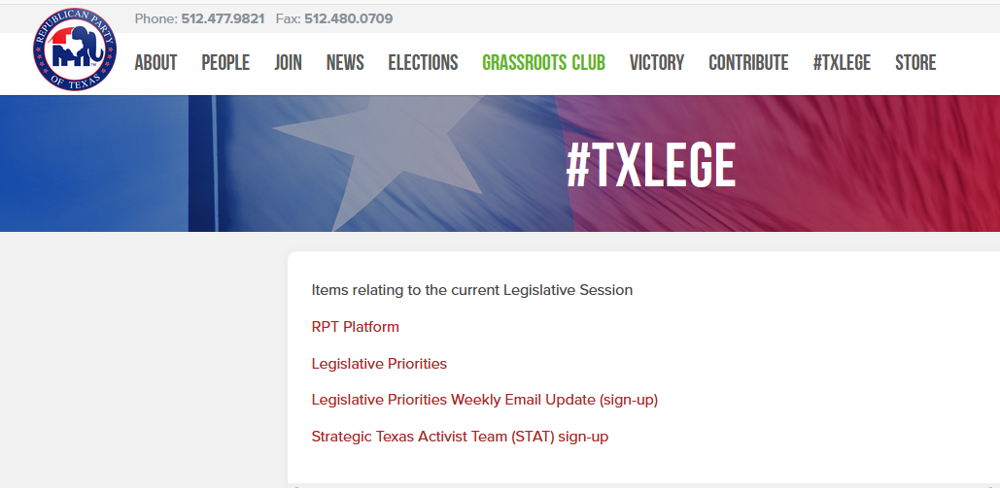 Phone: 512.477.9821 Fax: 512.480.0709
REPUBLICAN PARTY
OF TEXAS
ABOUT PEOPLE JOIN NEWS ELECTIONS GRASSROOTS CLUB VICTORY CONTRIBUTE #TXLEGE STORE
#TXLEGE
Items relating to the current Legislative Session
RPT Platform
Legislative Priorities
Legislative Priorities Weekly Email Update (sign-up)
Strategic Texas Activist Team (STAT) sign-up